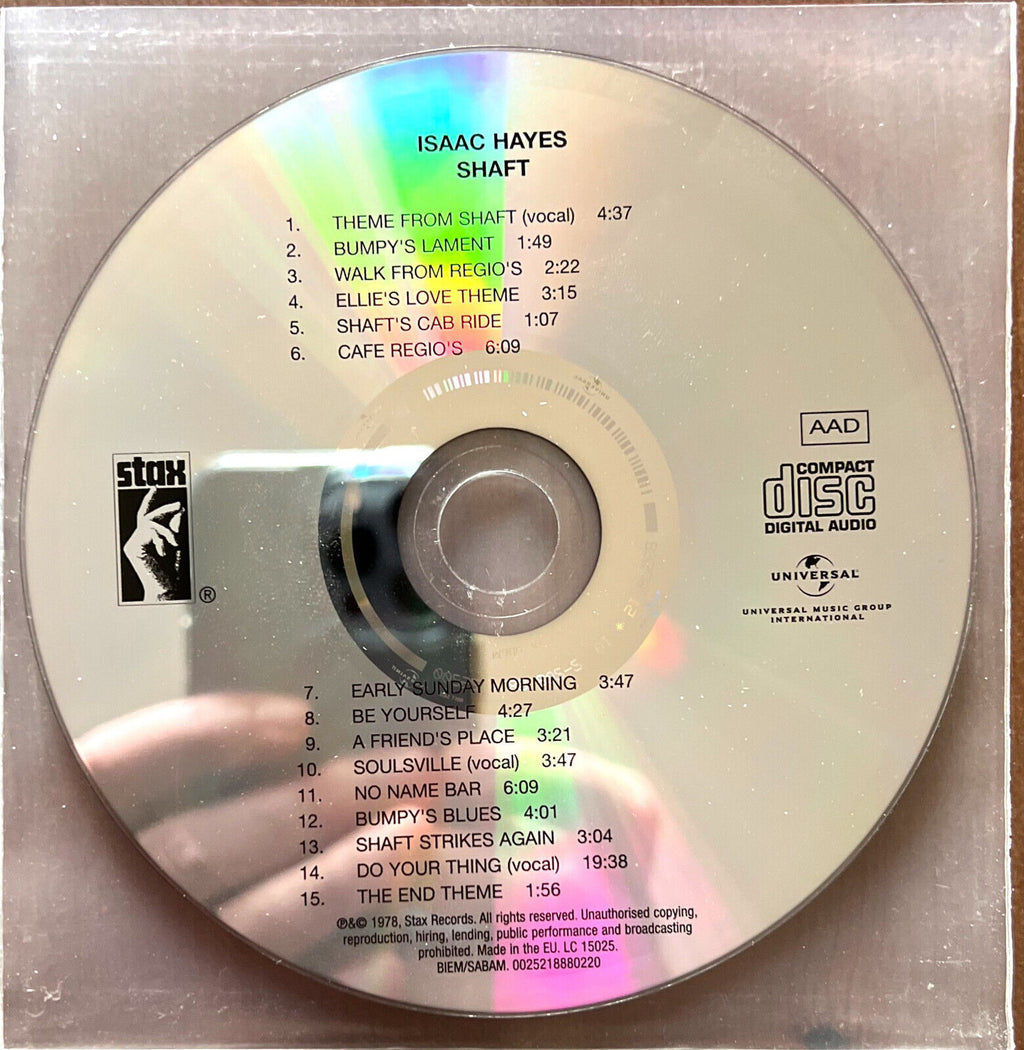 ISAAC HAYES
SHAFT
1. THEME FROM SHAFT (vocal) 4:37
2. BUMPY'S LAMENT 1:49
3. WALK FROM REGIO'S 2:22
4. ELLIE'S LOVE THEME 3:15
5. SHAFT'S CAB RIDE 1:07
6. CAFE REGIO'S 6:09
AAD
stax
®
COMPACT
disc
DIGITAL AUDIO
UNIVERSAL
UNIVERSAL MUSIC GROUP
INTERNATIONAL
7. EARLY SUNDAY MORNING 3:47
8. BE YOURSELF 4:27
9. A FRIEND'S PLACE 3:21
10. SOULSVILLE (vocal) 3:47
11. NO NAME BAR 6:09
12. BUMPY'S BLUES 4:01
13. SHAFT STRIKES AGAIN 3:04
14. DO YOUR THING (vocal) 19:38
15. THE END THEME 1:56
℗&© 1978, Stax Records. All rights reserved. Unauthorised copying,
reproduction, hiring, lending, public performance and broadcasting
prohibited. Made in the EU. LC 15025.
BIEM/SABAM. 0025218880220